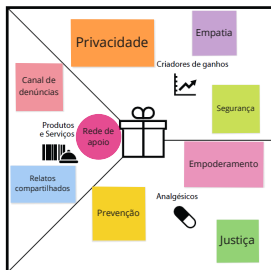 Privacidade
Empatia
Criadores de ganhos
Canal de
denúncias
Segurança
Produtos
e Serviços
Rede de
apoio
Empoderamento
Relatos
compartilhados
Prevenção
Analgésicos
Justiça